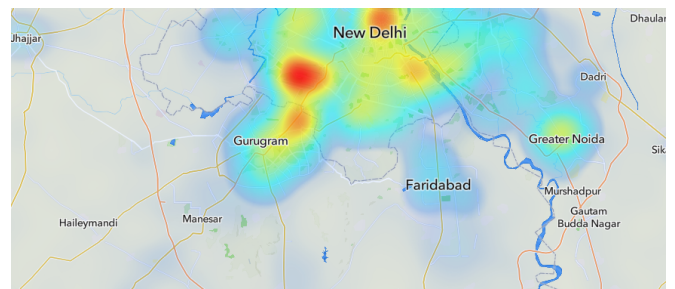 Dhaular
New Delhi
Jhajjar
Dadri
Gurugram
Greater Noida
Sik
Faridabad
Murshadpur
Haileymandi
Manesar
Gautam
Budda Nagar